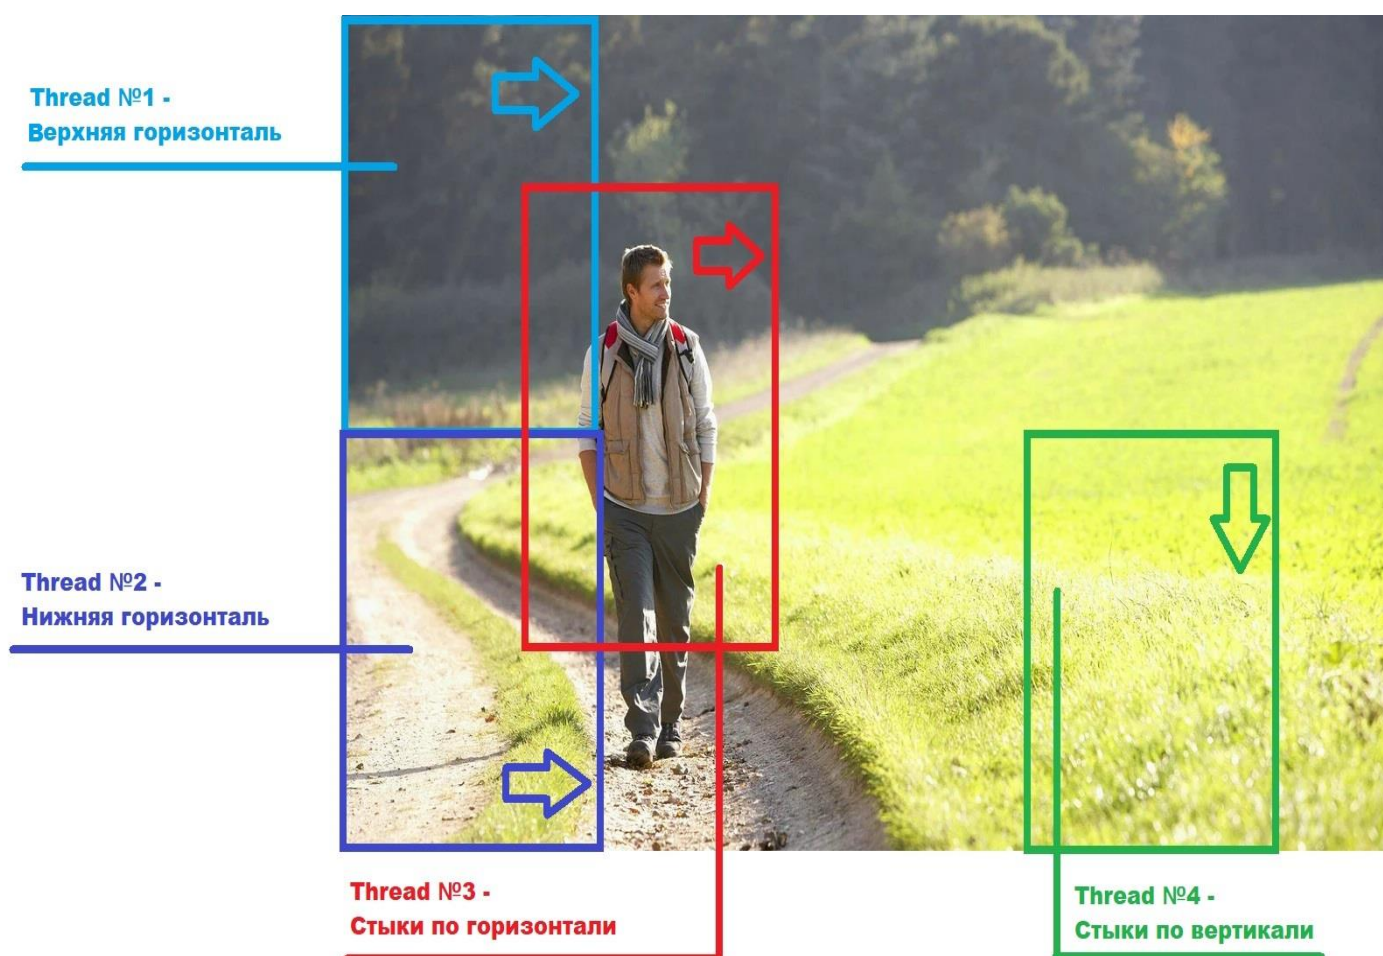 Thread №1 -
Верхняя горизонталь
Thread №2 -
Нижняя горизонталь
Thread №3 -
Стыки по горизонтали
Thread №4 -
Стыки по вертикали